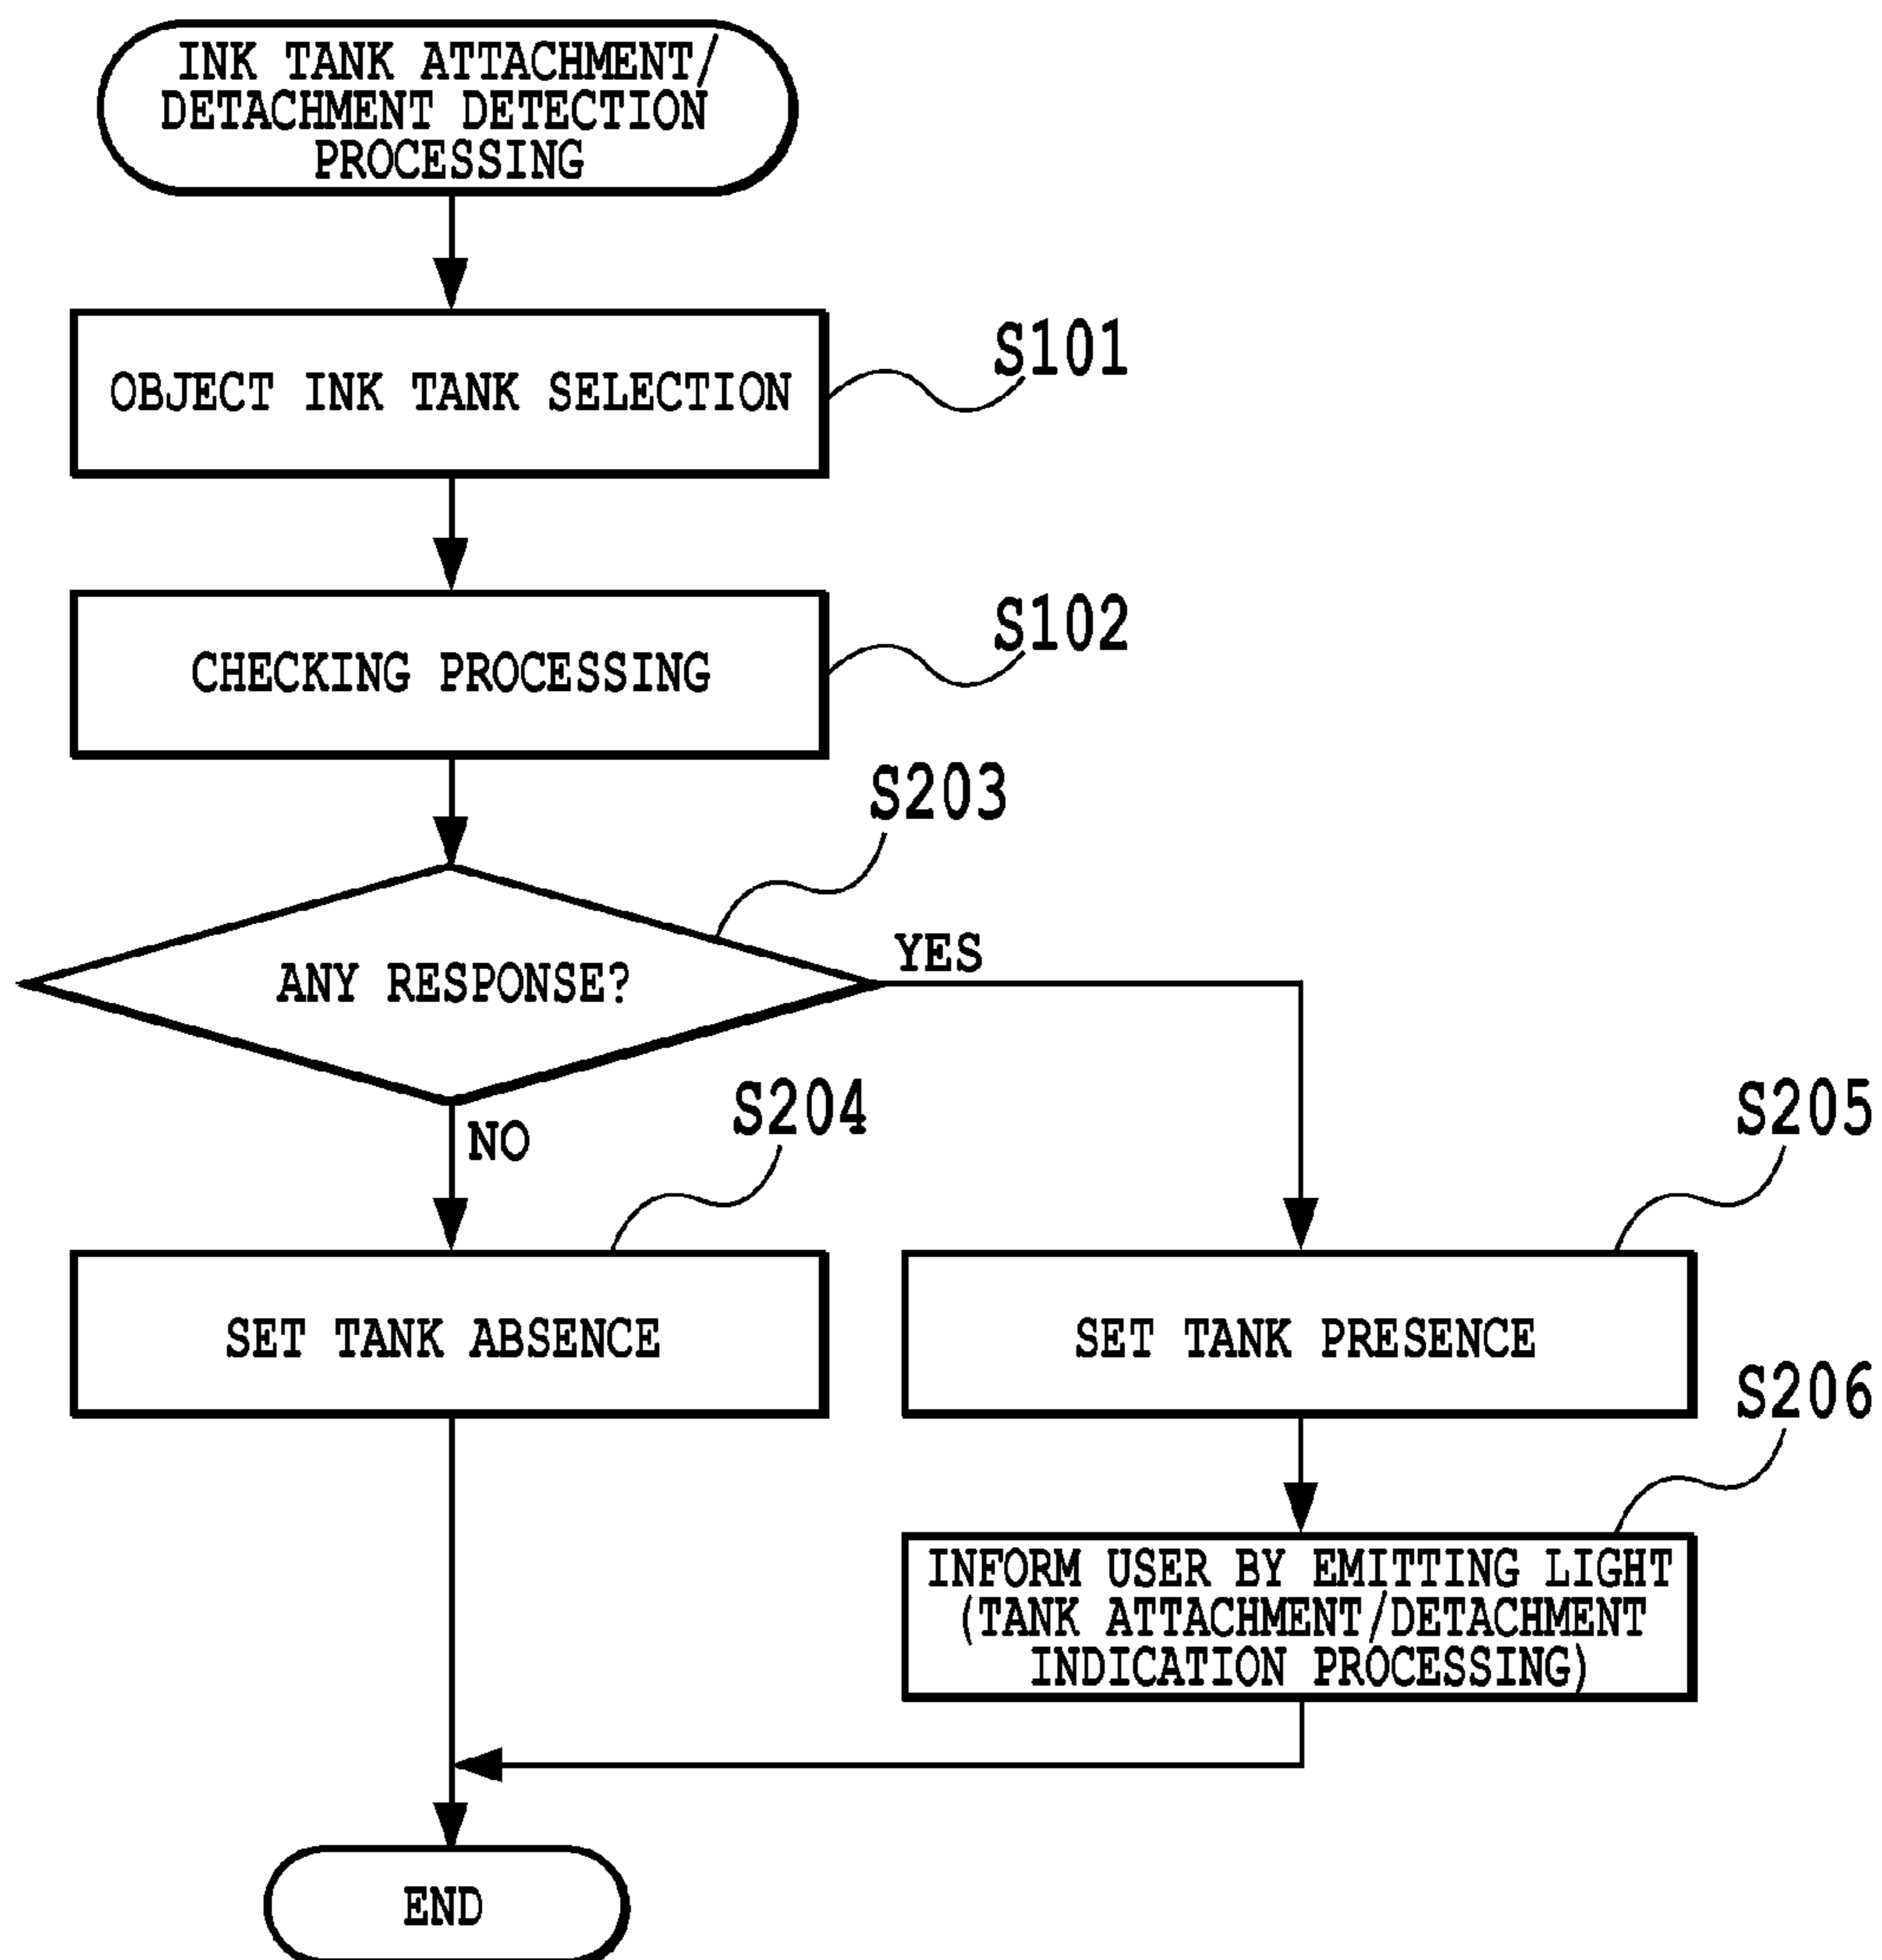 INK TANK ATTACHMENT/
DETACHMENT DETECTION
PROCESSING
OBJECT INK TANK SELECTION
S101
CHECKING PROCESSING
S102
S203
ANY RESPONSE?
YES
NO
S204
S205
SET TANK ABSENCE
SET TANK PRESENCE
S206
INFORM USER BY EMITTING LIGHT
(TANK ATTACHMENT/DETACHMENT
INDICATION PROCESSING)
END